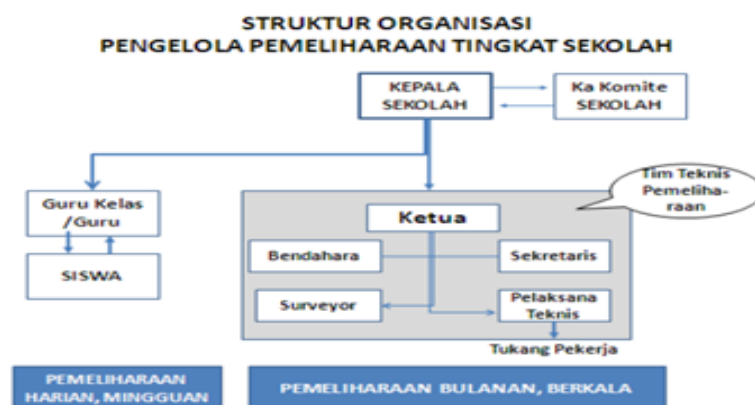 STRUKTUR ORGANISASI
PENGELOLA PEMELIHARAAN TINGKAT SEKOLAH
KEPALA
SEKOLAH
Ka Komite
SEKOLAH
Tim Teknis
Pemeliha-
raan
Guru Kelas
/Guru
Ketua
Bendahara
Sekretaris
SISWA
Surveyor
Pelaksana
Teknis
Tukang Pekerja
PEMELIHARAAN
HARIAN, MINGGUAN
PEMELIHARAAN BULANAN, BERKALA